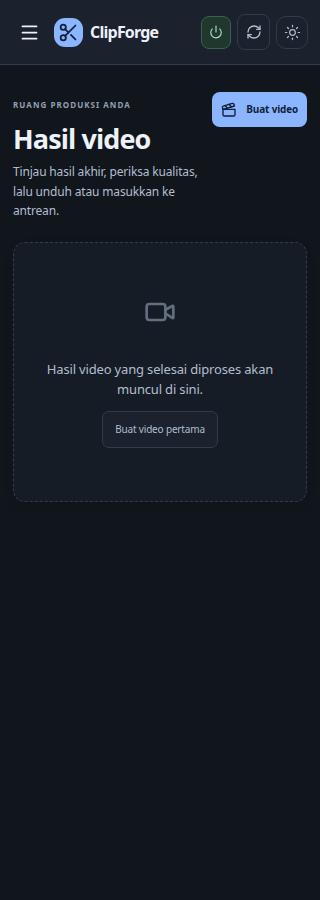 ClipForge
RUANG PRODUKSI ANDA
Buat video
Hasil video
Tinjau hasil akhir, periksa kualitas,
lalu unduh atau masukkan ke
antrean.
Hasil video yang selesai diproses akan
muncul di sini.
Buat video pertama